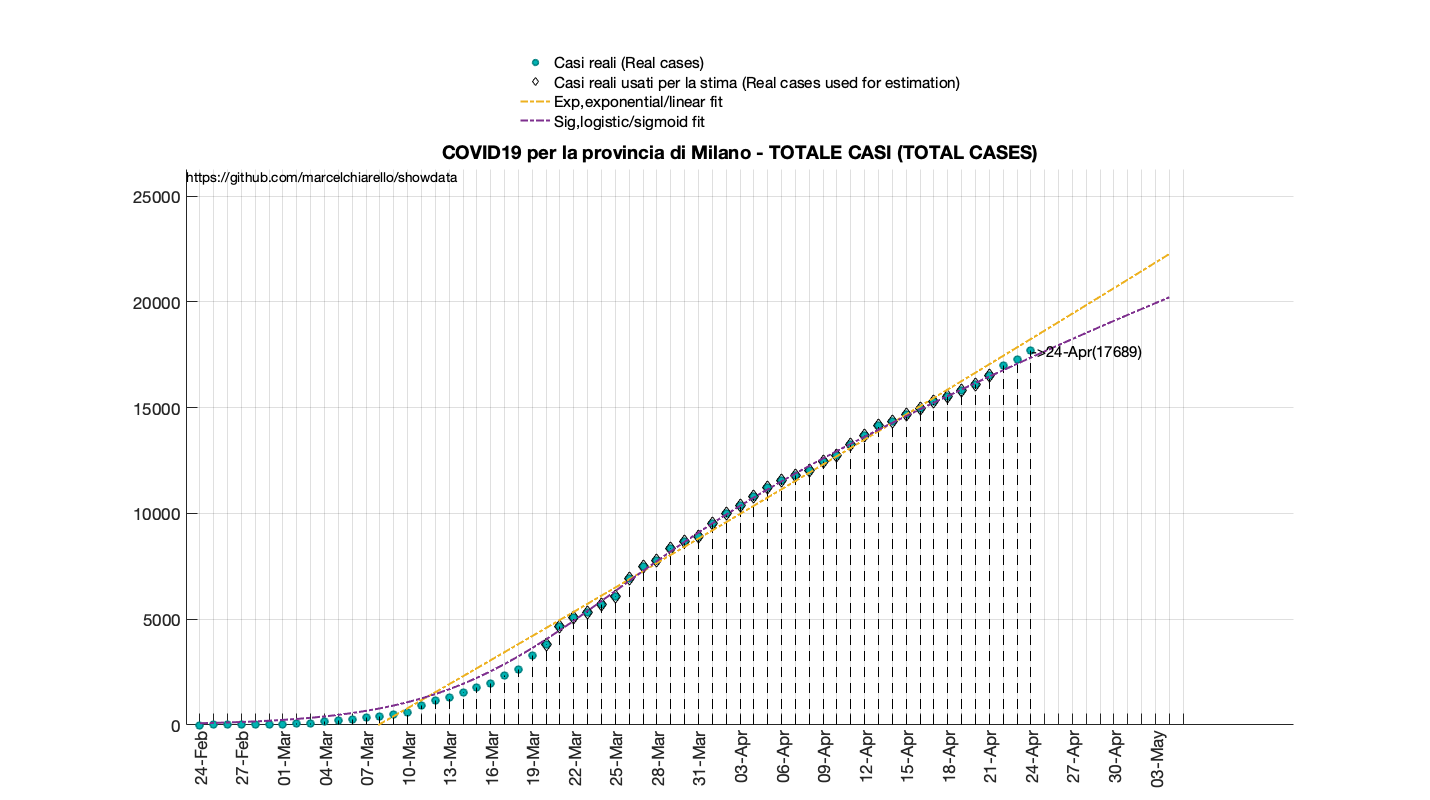 Casi reali (Real cases)
Casi reali usati per la stima (Real cases used for estimation)
Exp,exponential/linear fit
Sig,logistic/sigmoid fit
COVID19 per la provincia di Milano - TOTALE CASI (TOTAL CASES)
https://github.com/marcelchiarello/showdata
25000
20000
->24-Apr(17689)
15000
10000
5000
0
24-Feb
27-Feb
01-Mar
04-Mar
07-Mar
10-Mar
13-Mar
16-Mar
19-Mar
22-Mar
25-Mar
28-Mar
31-Mar
03-Apr
06-Apr
09-Apr
12-Apr
15-Apr
18-Apr
21-Apr
24-Apr
27-Apr
30-Apr
03-May